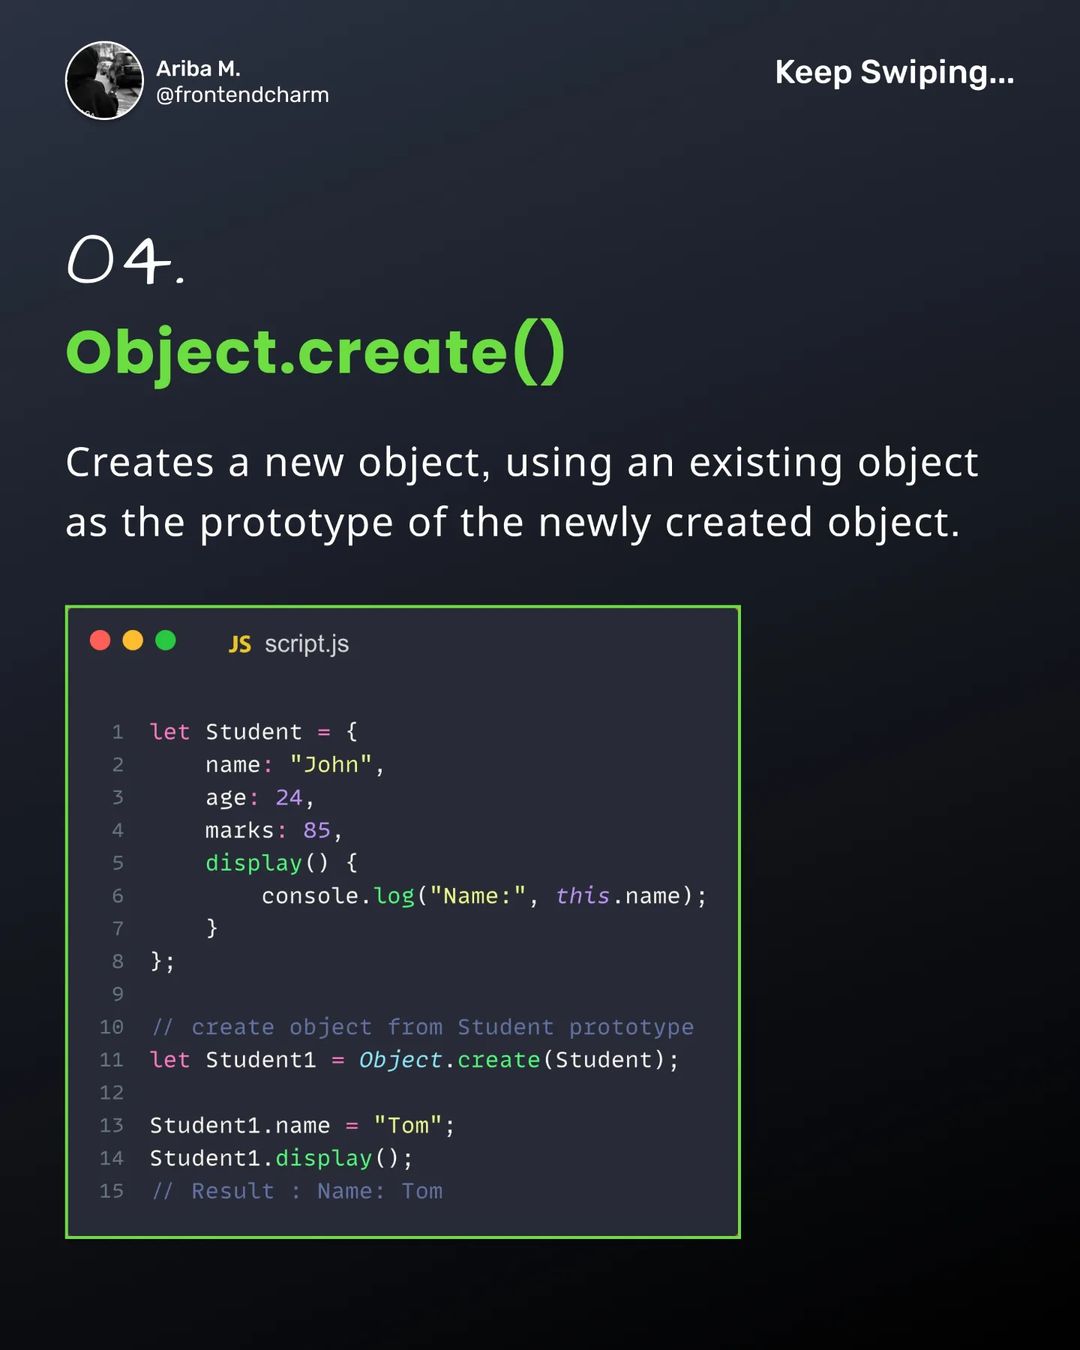 Ariba M.
@frontendcharm
Keep Swiping...
04.
Object.create()
Creates a new object, using an existing object
as the prototype of the newly created object.
JS script.js
1 let Student = {
2     name: "John",
3     age: 24,
4     marks: 85,
5     display() {
6         console.log("Name:", this.name);
7     }
8 };
9
10 // create object from Student prototype
11 let Student1 = Object.create(Student);
12
13 Student1.name = "Tom";
14 Student1.display();
15 // Result : Name: Tom